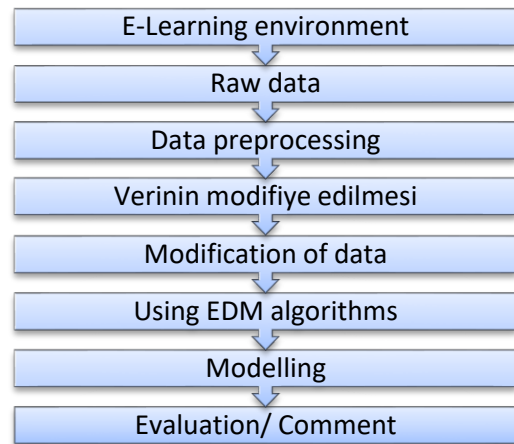 E-Learning environment
Raw data
Data preprocessing
Verinin modifiye edilmesi
Modification of data
Using EDM algorithms
Modelling
Evaluation/ Comment